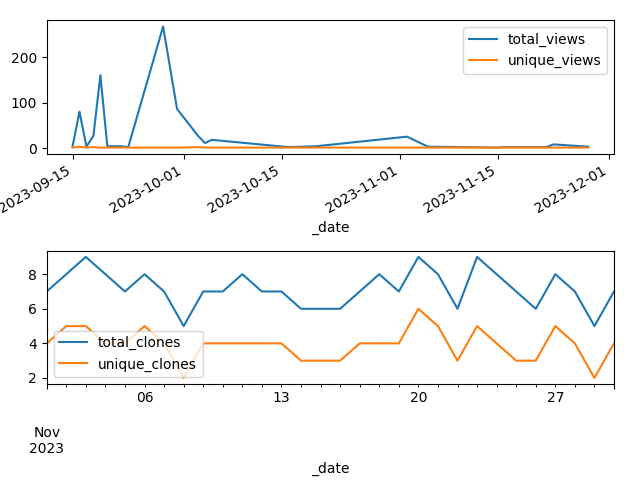 200
100
0
total_views
unique_views
2023-09-15
2023-10-01
2023-10-15
2023-11-01
2023-11-15
2023-12-01
_date
8
6
4
2
total_clones
unique_clones
06
13
20
27
Nov
2023
_date